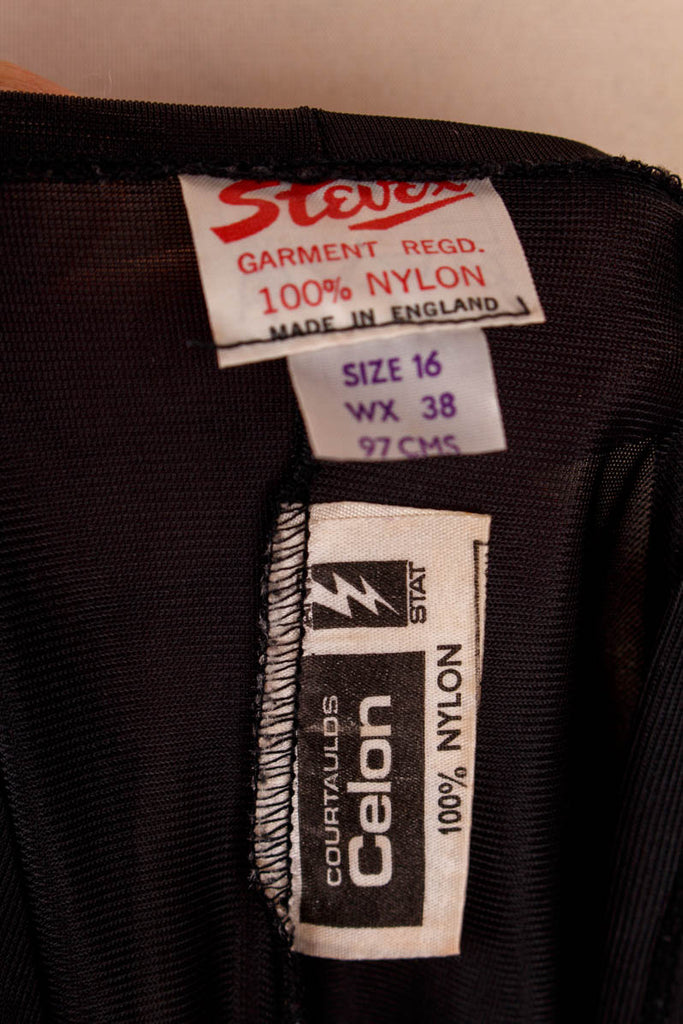 Stevex
GARMENT REGD.
100% NYLON
MADE IN ENGLAND
SIZE 16
WX 38
97 CMS
STAT
COURTAULDS
Celon
100% NYLON